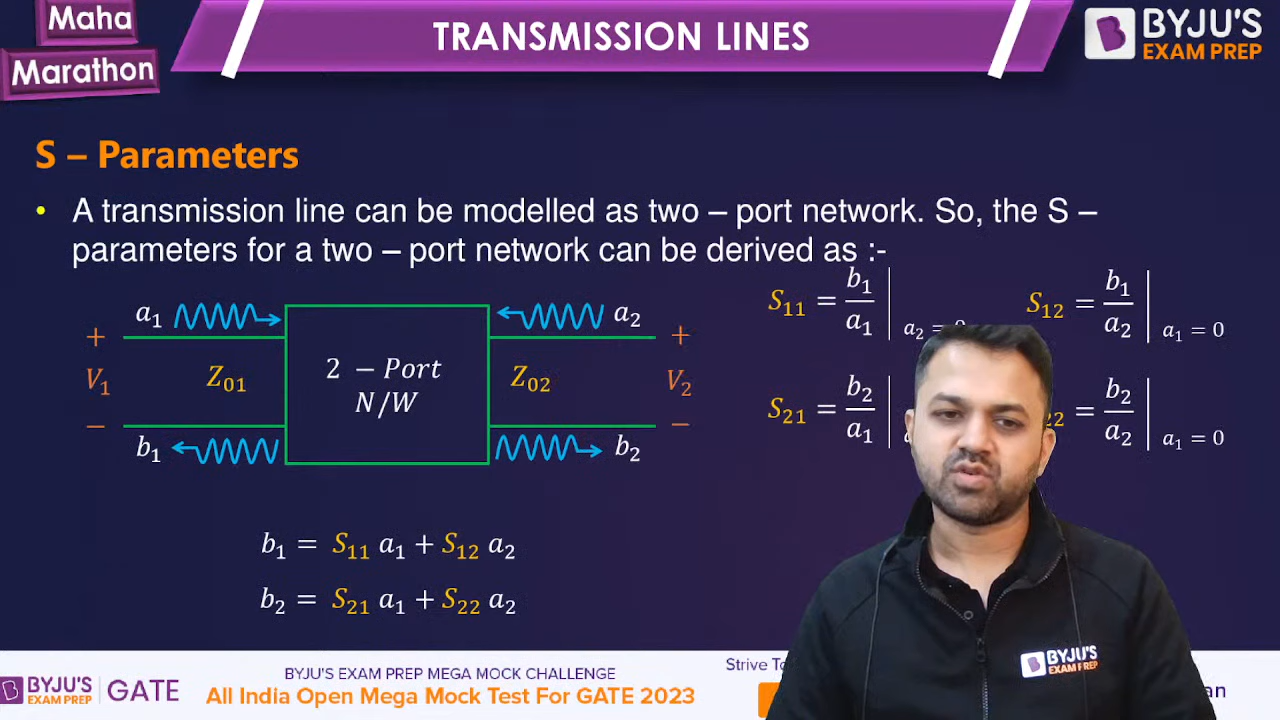 Maha
Marathon
TRANSMISSION LINES
BYJU'S
EXAM PREP
S – Parameters
• A transmission line can be modelled as two – port network. So, the S –
parameters for a two – port network can be derived as :-
S₁₁ = b₁/a₁ | a₂ = 0
S₁₂ = b₁/a₂ | a₁ = 0
a₁
a₂
+
+
V₁
Z₀₁
2 – Port
N/W
Z₀₂
V₂
–
–
b₁
b₂
S₂₁ = b₂/a₁ |
₂₂ = b₂/a₂ | a₁ = 0
b₁ = S₁₁ a₁ + S₁₂ a₂
b₂ = S₂₁ a₁ + S₂₂ a₂
BYJU'S
EXAM PREP
BYJU'S
EXAM PREP
GATE
BYJU'S EXAM PREP MEGA MOCK CHALLENGE
All India Open Mega Mock Test For GATE 2023
Strive To